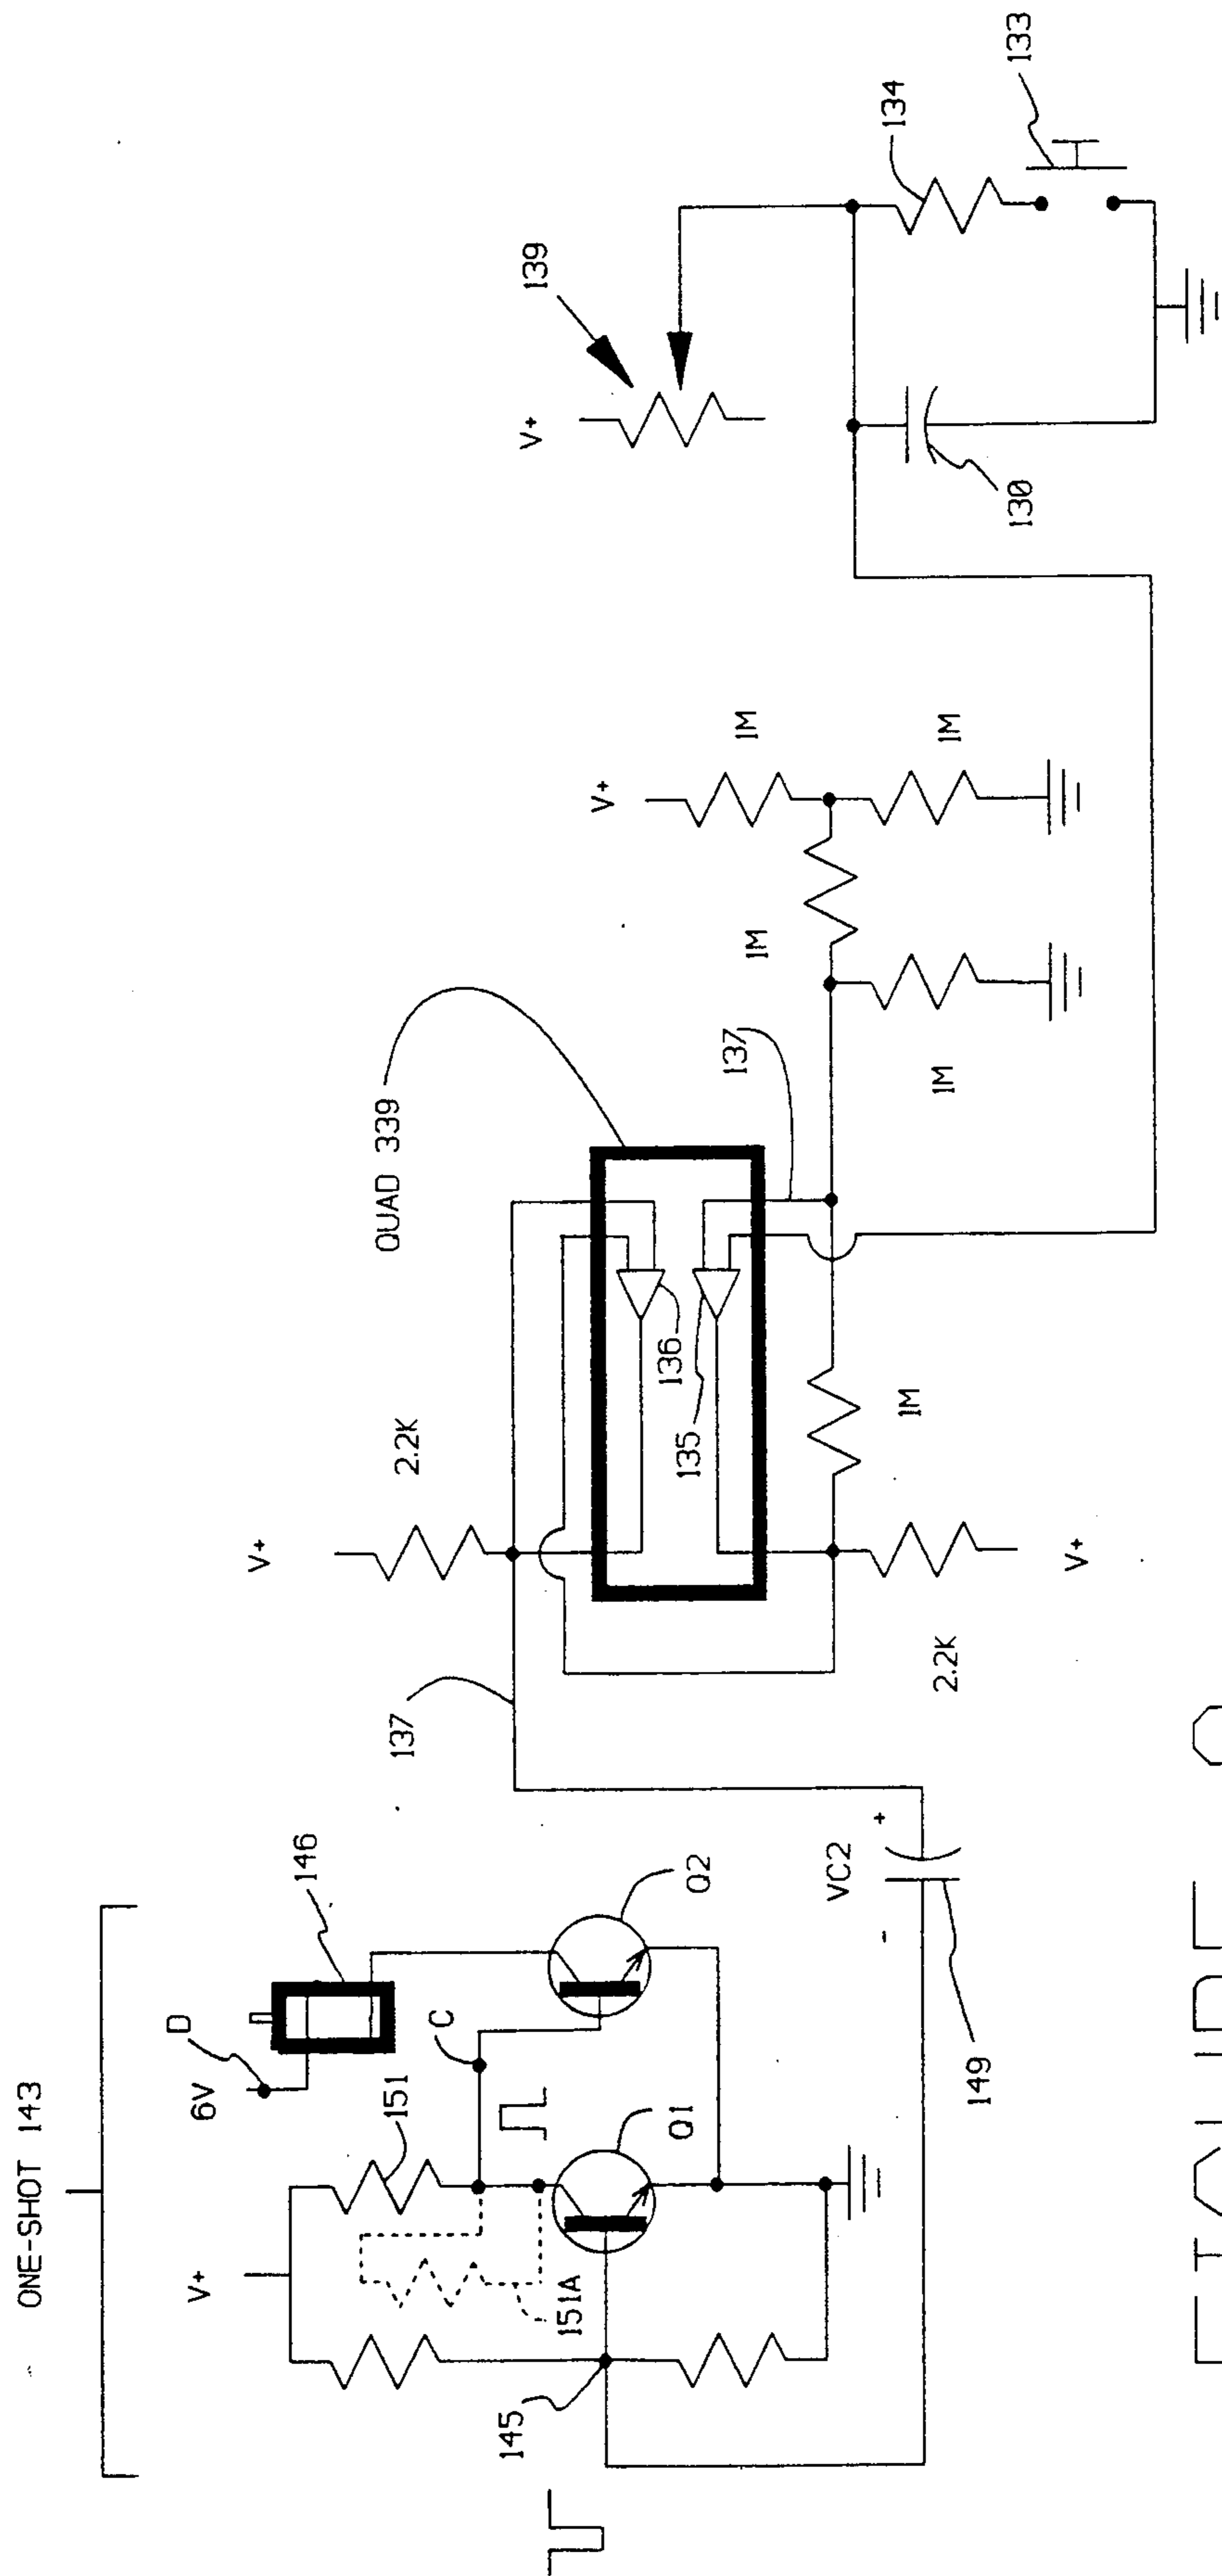 ONE-SHOT 143
V+
6V
D
146
151
151A
C
145
Q1
Q2
VC2
+
-
149
137
V+
2.2K
QUAD 339
136
135
137
1M
2.2K
V+
1M
1M
V+
1M
1M
V+
139
130
134
133